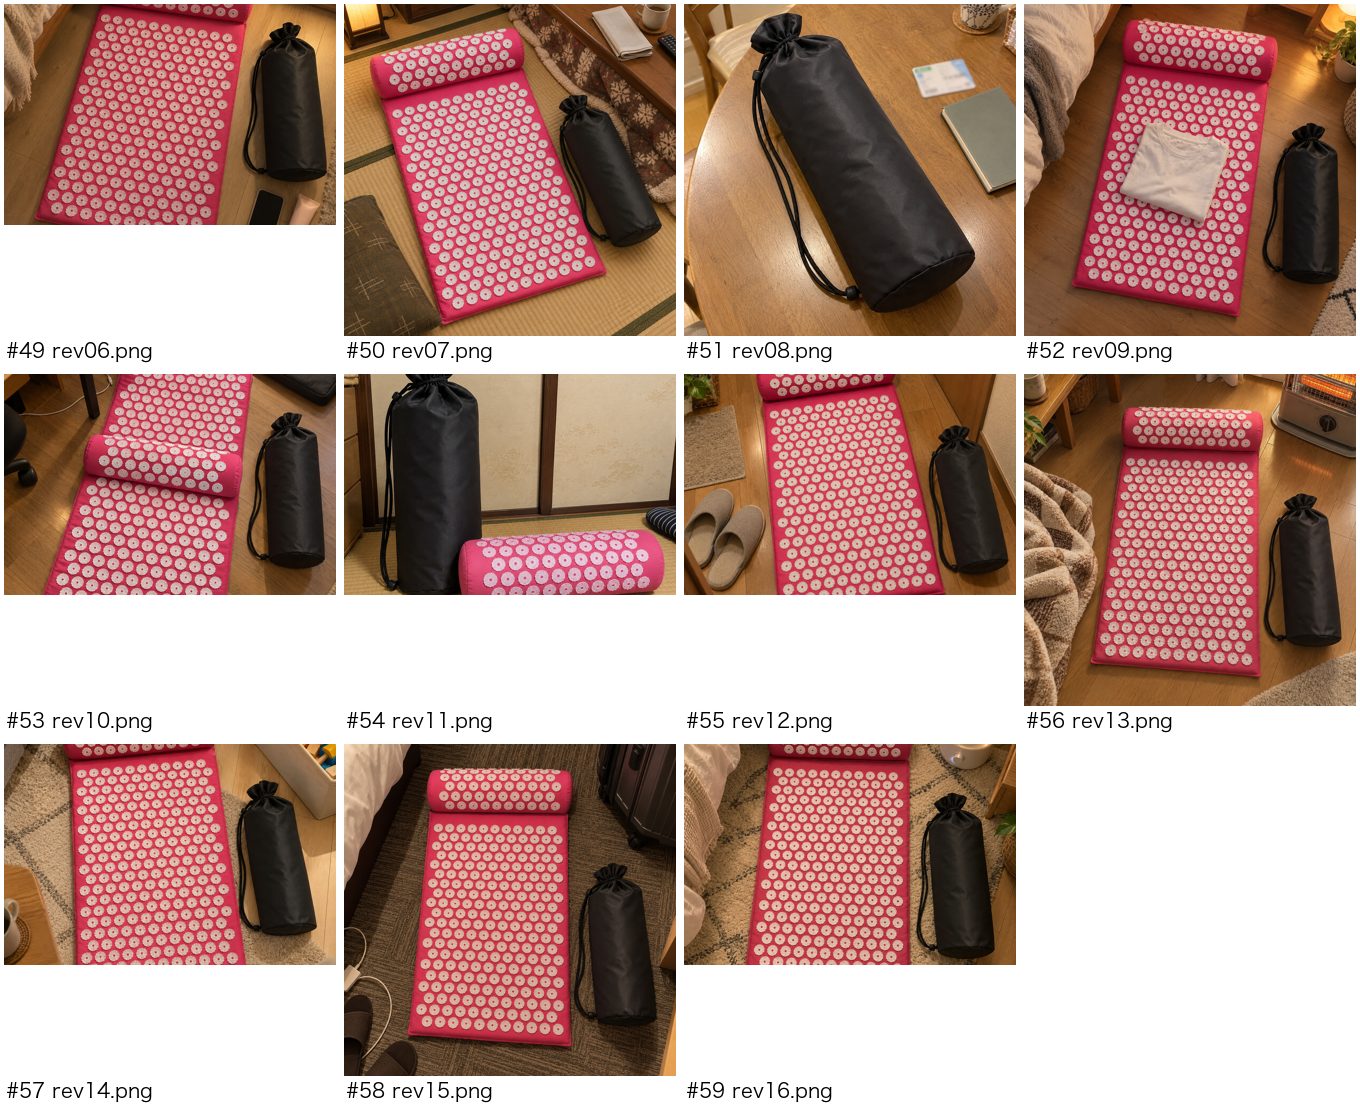 #49 rev06.png
#50 rev07.png
#51 rev08.png
#52 rev09.png
#53 rev10.png
#54 rev11.png
#55 rev12.png
#56 rev13.png
#57 rev14.png
#58 rev15.png
#59 rev16.png